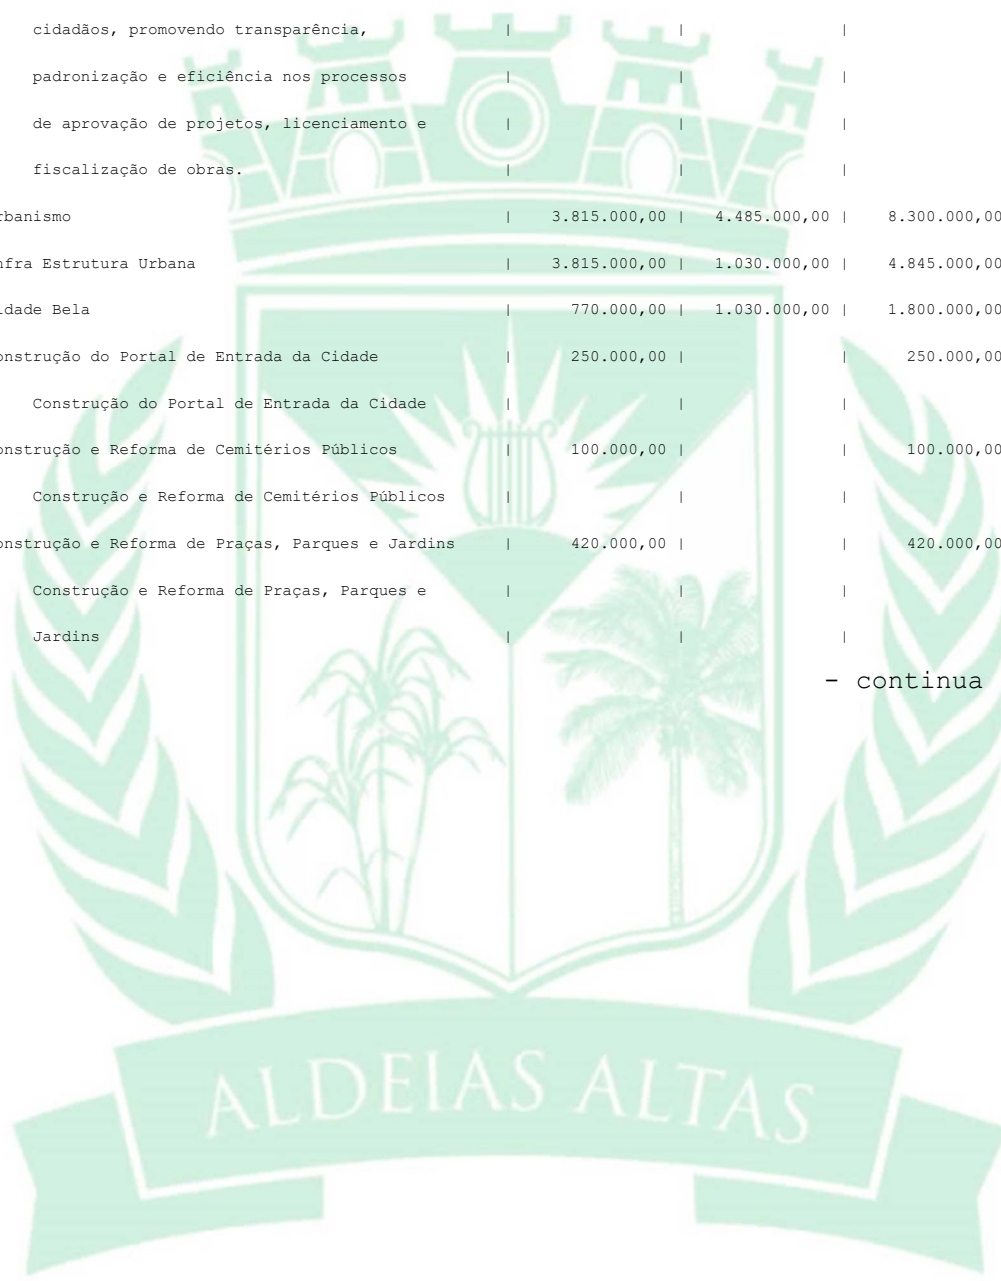 cidadãos, promovendo transparência, | | |
padronização e eficiência nos processos | | |
de aprovação de projetos, licenciamento e | | |
fiscalização de obras. | | |
rbanismo | 3.815.000,00 | 4.485.000,00 | 8.300.000,00
nfra Estrutura Urbana | 3.815.000,00 | 1.030.000,00 | 4.845.000,00
idade Bela | 770.000,00 | 1.030.000,00 | 1.800.000,00
onstrução do Portal de Entrada da Cidade | 250.000,00 | | 250.000,00
Construção do Portal de Entrada da Cidade | | |
onstrução e Reforma de Cemitérios Públicos | 100.000,00 | | 100.000,00
Construção e Reforma de Cemitérios Públicos | | |
onstrução e Reforma de Praças, Parques e Jardins | 420.000,00 | | 420.000,00
Construção e Reforma de Praças, Parques e | | |
Jardins | | |
- continua
ALDEIAS ALTAS